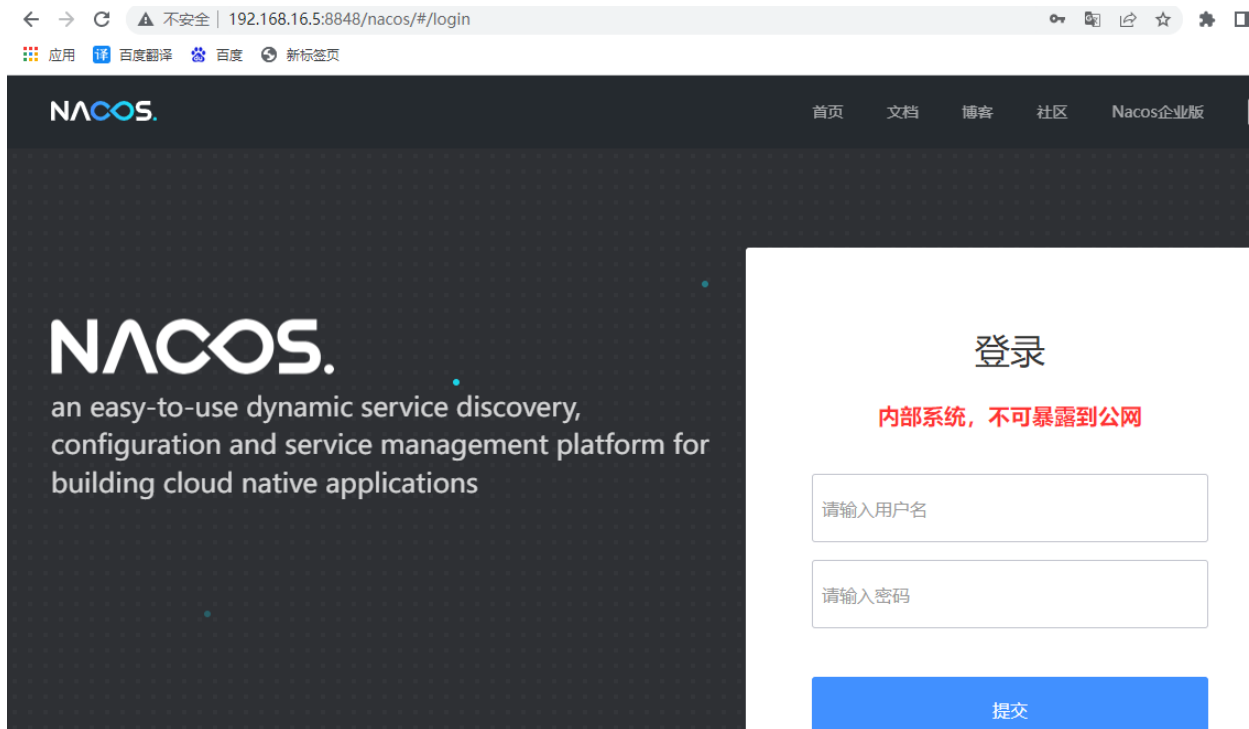 不安全 192.168.16.5:8848/nacos/#/login
应用 译 百度翻译 百度 新标签页
NACOS. 首页 文档 博客 社区 Nacos企业版
NACOS.
an easy-to-use dynamic service discovery,
configuration and service management platform for
building cloud native applications
登录
内部系统，不可暴露到公网
请输入用户名
请输入密码
提交